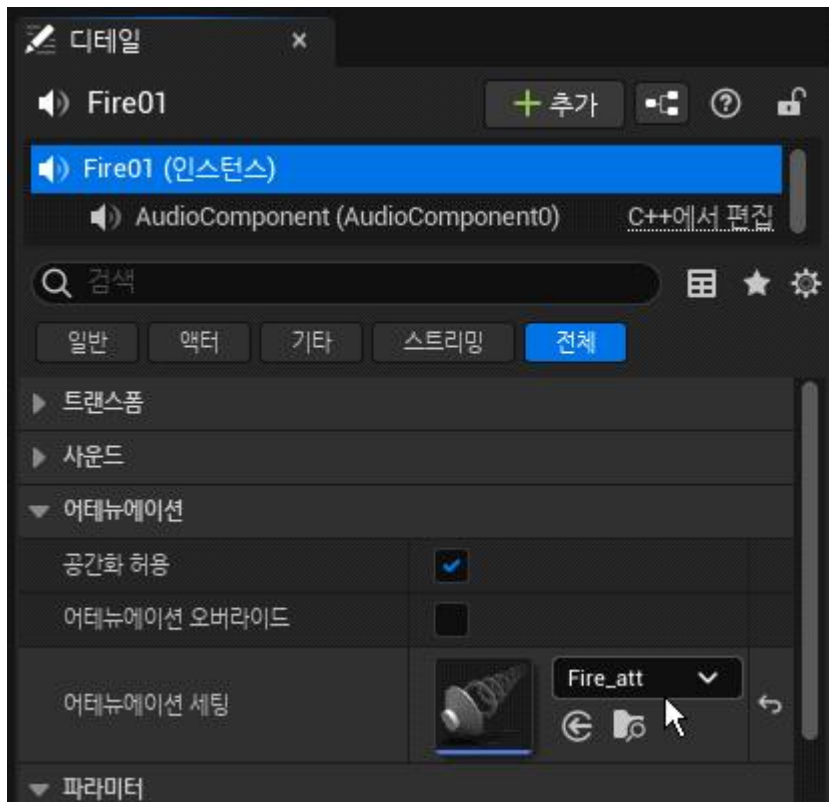 디테일
Fire01
추가
Fire01 (인스턴스)
AudioComponent (AudioComponent0) C++에서 편집
검색
일반 액터 기타 스트리밍 전체
트랜스폼
사운드
어테뉴에이션
공간화 허용
어테뉴에이션 오버라이드
어테뉴에이션 세팅 Fire_att
파라미터